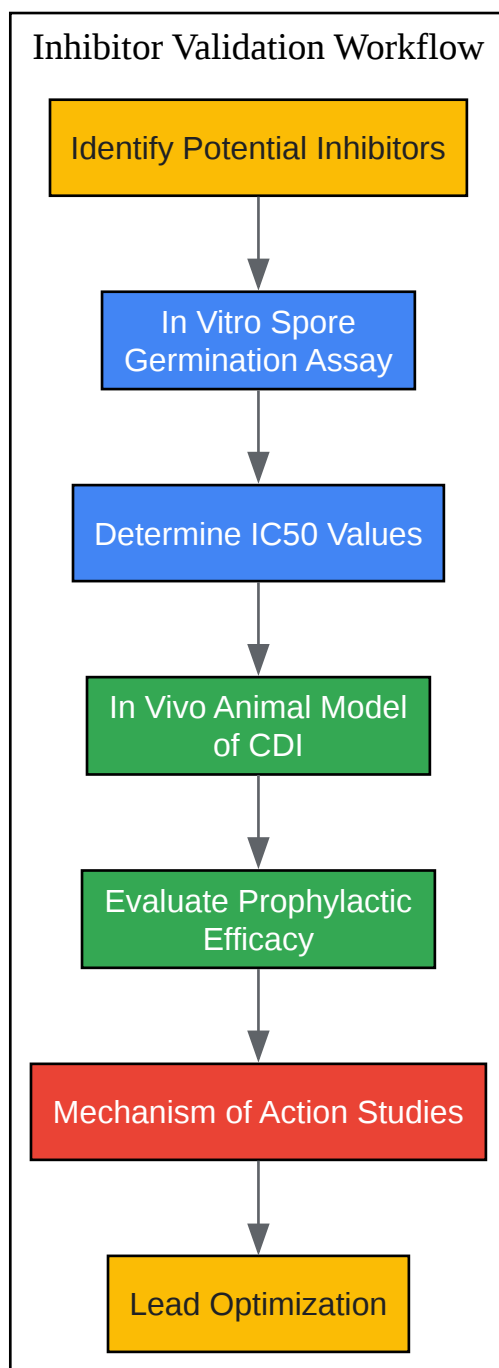 Inhibitor Validation Workflow
Identify Potential Inhibitors
In Vitro Spore
Germination Assay
Determine IC50 Values
In Vivo Animal Model
of CDI
Evaluate Prophylactic
Efficacy
Mechanism of Action Studies
Lead Optimization